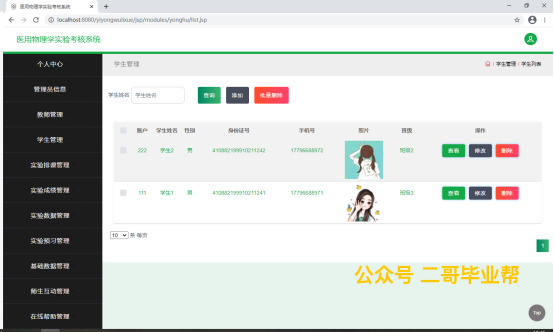 医用物理学实验考核系统
localhost:8080/yiyongwulixue/jsp/modules/yonghu/list.jsp
医用物理学实验考核系统
个人中心
管理员信息
教师管理
学生管理
实验排课管理
实验成绩管理
实验数据管理
实验预习管理
基础数据管理
师生互动管理
在线帮助管理
学生管理
/ 学生管理 / 学生列表
学生姓名 学生姓名 查询 添加 批量删除
账户 学生姓名 性别 身份证号 手机号 照片 班级 操作
222 学生2 男 410882199910211242 17796688972 班级2 查看 修改 删除
111 学生1 男 410882199910211241 17796688971 班级3 查看 修改 删除
10 条 每页
1
公众号 二哥毕业帮
Top